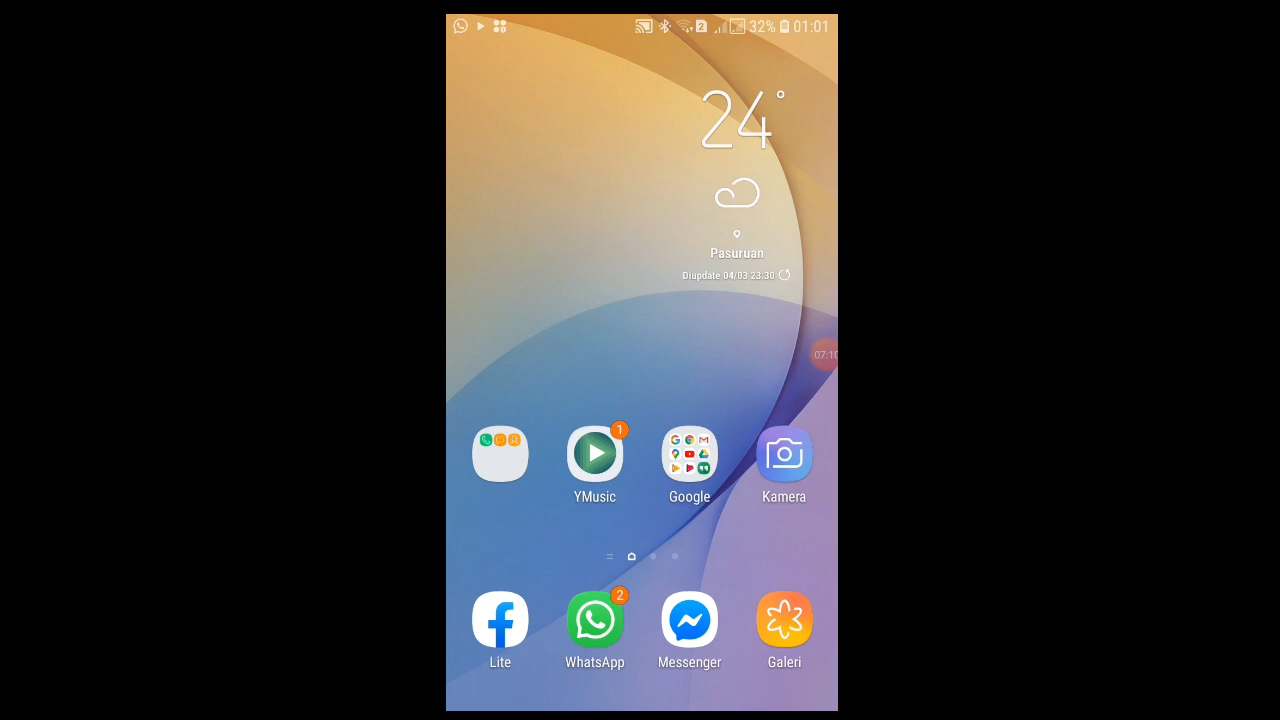 2 32% 01:01
24°
Pasuruan
Diupdate 04/03 23:30
07:10
1
YMusic Google Kamera
2
Lite WhatsApp Messenger Galeri